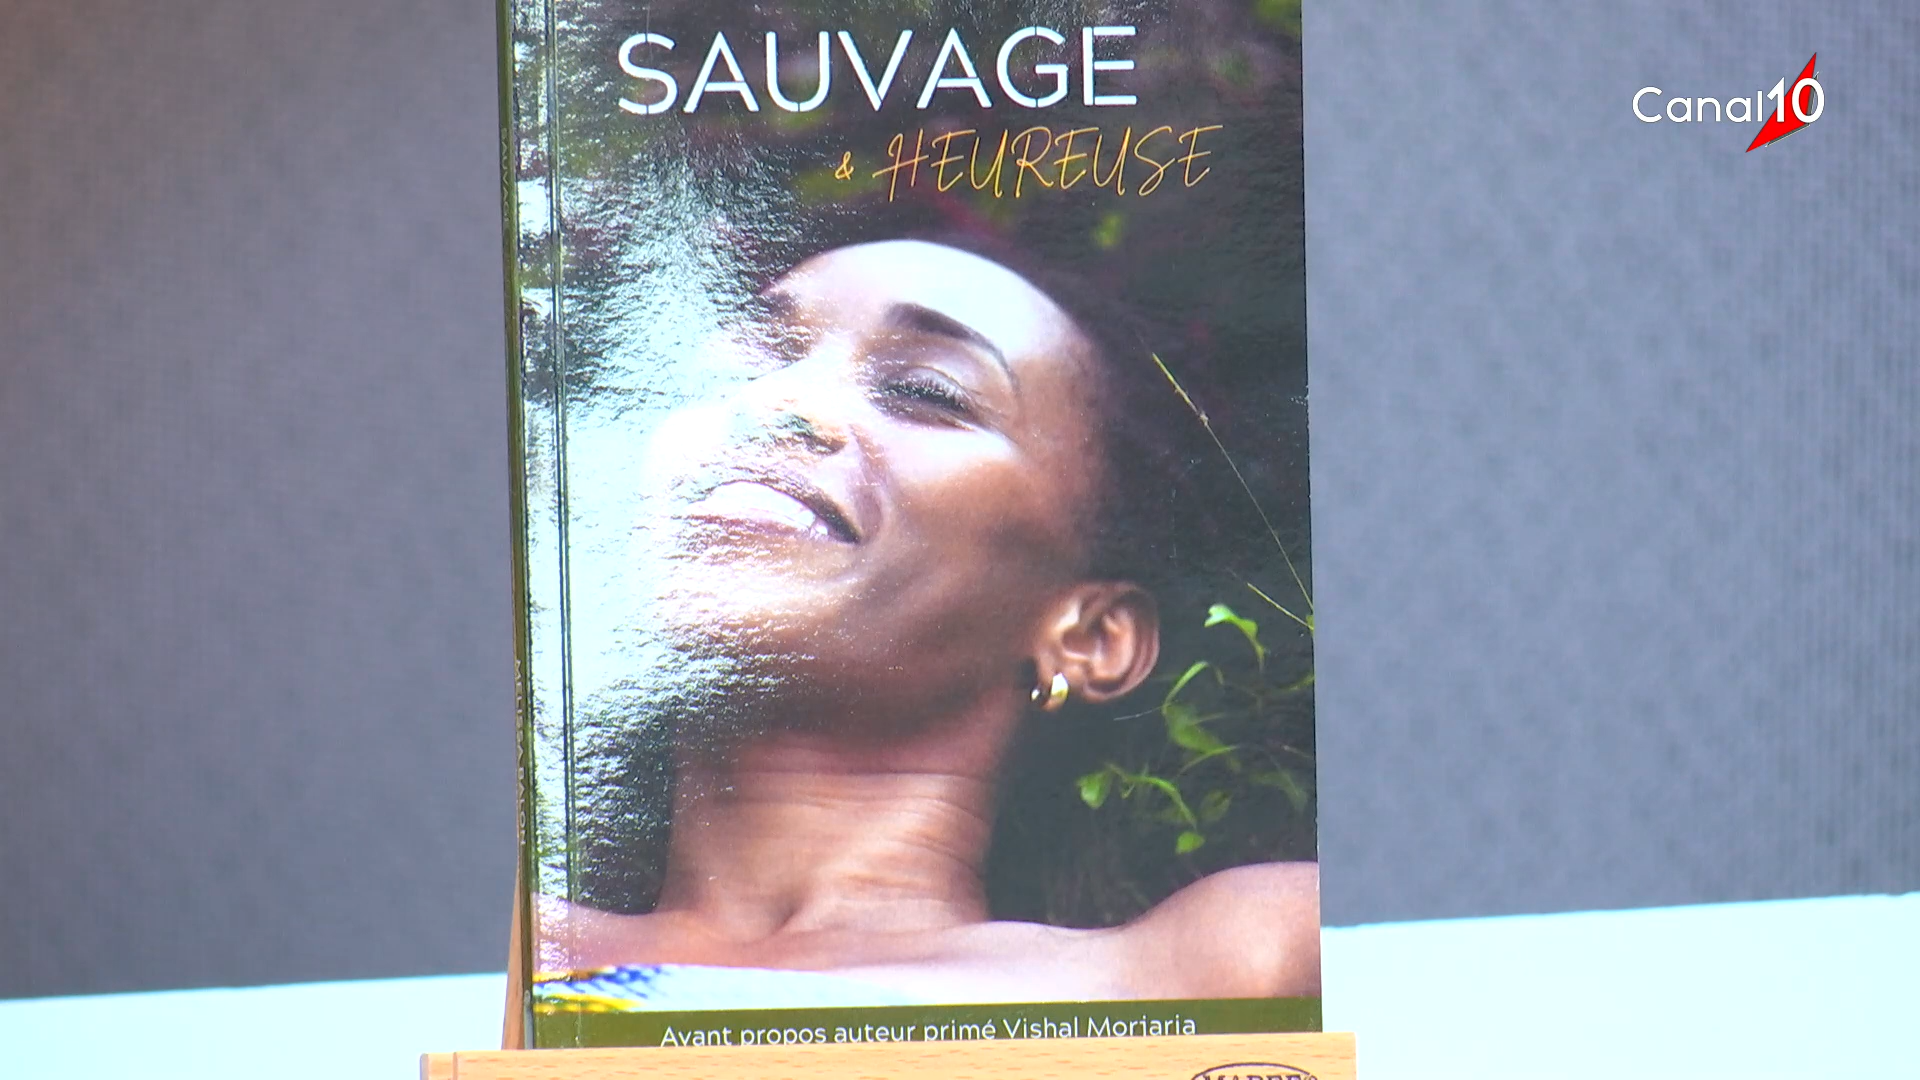 SAUVAGE
& HEUREUSE
Canal10
Avant propos auteur primé Vishal Morjaria